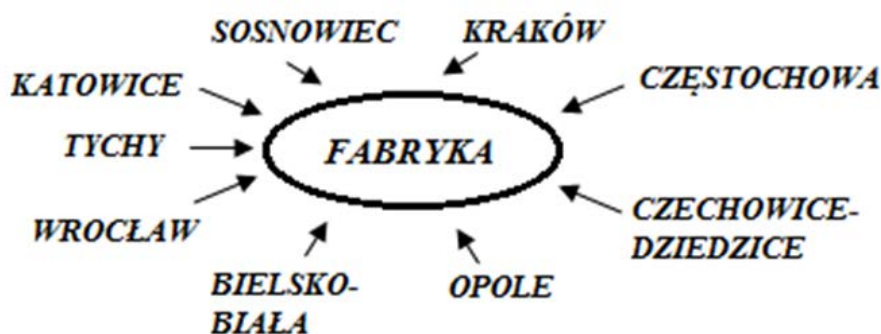 SOSNOWIEC
KRAKÓW
KATOWICE
CZĘSTOCHOWA
TYCHY
FABRYKA
WROCŁAW
CZECHOWICE-
DZIEDZICE
BIELSKO-
BIAŁA
OPOLE